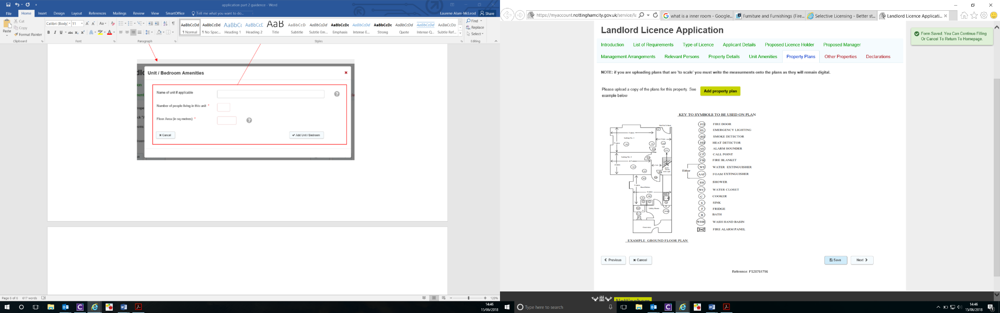 application part 2 guidence - Word
File Home Insert Design Layout References Mailings Review View SmartOffice Tell me what you want to do...
Laurene Alam-McLeod Share
Paste
Cut
Copy
Format Painter
Clipboard
Calibri (Body) 11
Font
Paragraph
AaBbCcDd AaBbCcDd AaBbCc AaBbCcE AaB AaBbCcD AaBbCcDd AaBbCcDc AaBbCcDd AaBbCcDc AaBbCcDd AaBbCcDd AABBCCDD
¶ Normal ¶ No Spac... Heading 1 Heading 2 Title Subtitle Subtle Em... Emphasis Intense E... Strong Quote Intense Q... Subtle Ref...
Styles
Find
Replace
Select
Editing
Unit / Bedroom Amenities
Name of unit if applicable
Number of people living in this unit *
Floor Area (in sq metres) *
Cancel
Add Unit / Bedroom
Page 6 of 6 617 words
120%
14:46
15/06/2018
https://myaccount.nottinghamcity.gov.uk/service/la
what is a inner room - Google...
Furniture and Furnishings (Fire...
Selective Licensing - Better st...
Landlord Licence Applicati...
Landlord Licence Application
Form Saved. You Can Continue Filling
Or Cancel To Return To Homepage.
Introduction List of Requirements Type of Licence Applicant Details Proposed Licence Holder Proposed Manager
Management Arrangements Relevant Persons Property Details Unit Amenities Property Plans Other Properties Declarations
NOTE: if you are uploading plans that are 'to scale' you must write the measurments onto the plans as they will remain digital.
Please upload a copy of the plans for this property. See
example below
Add property plan
KEY TO SYMBOLS TO BE USED ON PLAN
FD FIRE DOOR
EL EMERGENCY LIGHTING
SD SMOKE DETECTOR
HD HEAT DETECTOR
AS ALARM SOUNDER
CP CALL POINT
FB FIRE BLANKET
Either
W9 WATER EXTINGUISHER
AAF FOAM EXTINGUISHER
SH SHOWER
WC WATER CLOSET
C COOKER
S SINK
F FRIDGE
B BATH
WHB WASH HAND BASIN
FIRE ALARM PANEL
Letting No. 1
Letting No. 2
Utility Room
EXAMPLE GROUND FLOOR PLAN
Previous
Cancel
Save
Next
Reference: FS28761796
Nottingham
Type here to search
14:46
15/06/2018